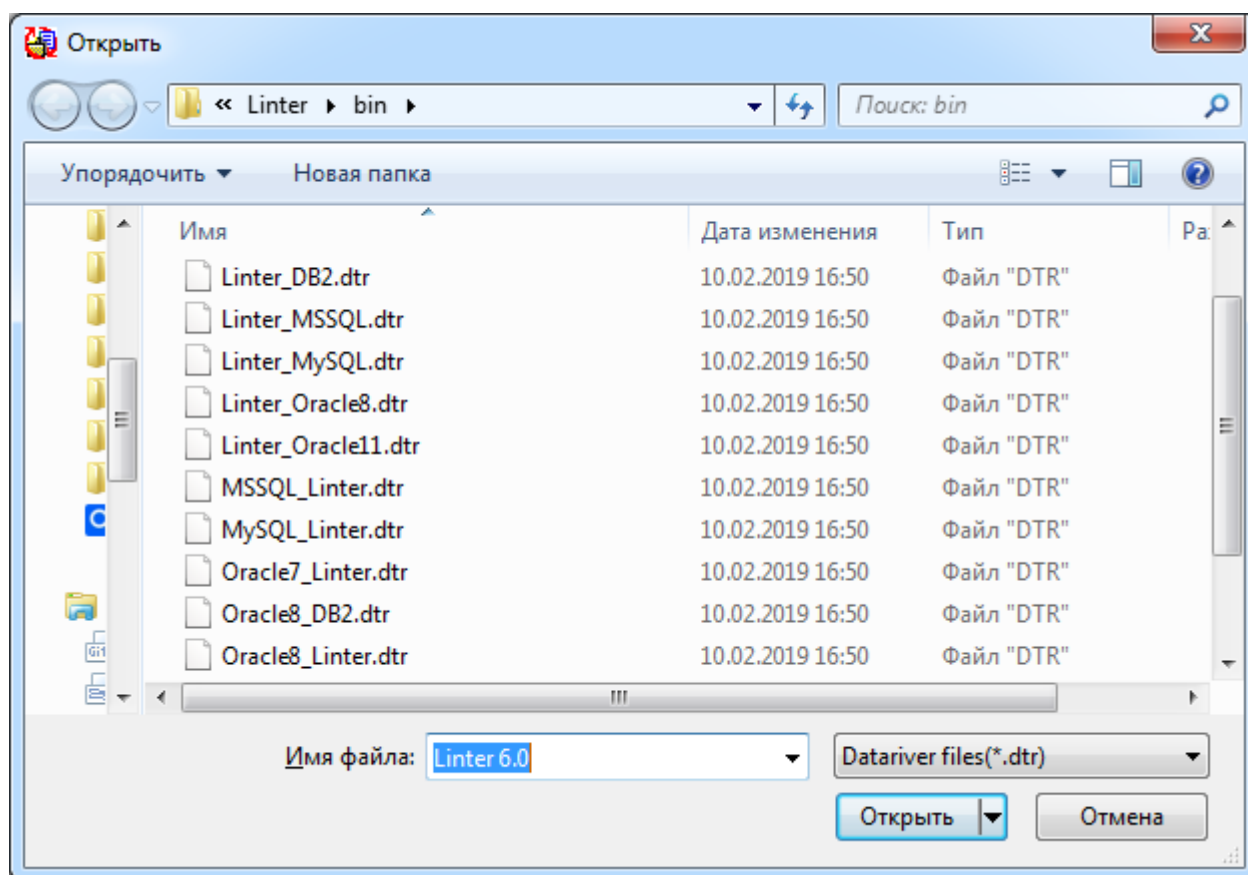 Открыть
« Linter bin
Поиск: bin
Упорядочить Новая папка
Имя Дата изменения Тип Ра
Linter_DB2.dtr 10.02.2019 16:50 Файл "DTR"
Linter_MSSQL.dtr 10.02.2019 16:50 Файл "DTR"
Linter_MySQL.dtr 10.02.2019 16:50 Файл "DTR"
Linter_Oracle8.dtr 10.02.2019 16:50 Файл "DTR"
Linter_Oracle11.dtr 10.02.2019 16:50 Файл "DTR"
MSSQL_Linter.dtr 10.02.2019 16:50 Файл "DTR"
MySQL_Linter.dtr 10.02.2019 16:50 Файл "DTR"
Oracle7_Linter.dtr 10.02.2019 16:50 Файл "DTR"
Oracle8_DB2.dtr 10.02.2019 16:50 Файл "DTR"
Oracle8_Linter.dtr 10.02.2019 16:50 Файл "DTR"
Имя файла: Linter 6.0 Datariver files(*.dtr)
Открыть Отмена